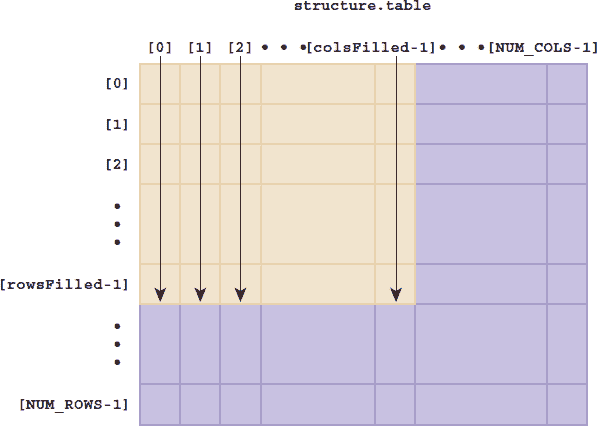 structure.table
[0] [1] [2] • • • [colsFilled-1] • • • [NUM_COLS-1]
[0]
[1]
[2]
•
•
•
[rowsFilled-1]
•
•
•
[NUM_ROWS-1]